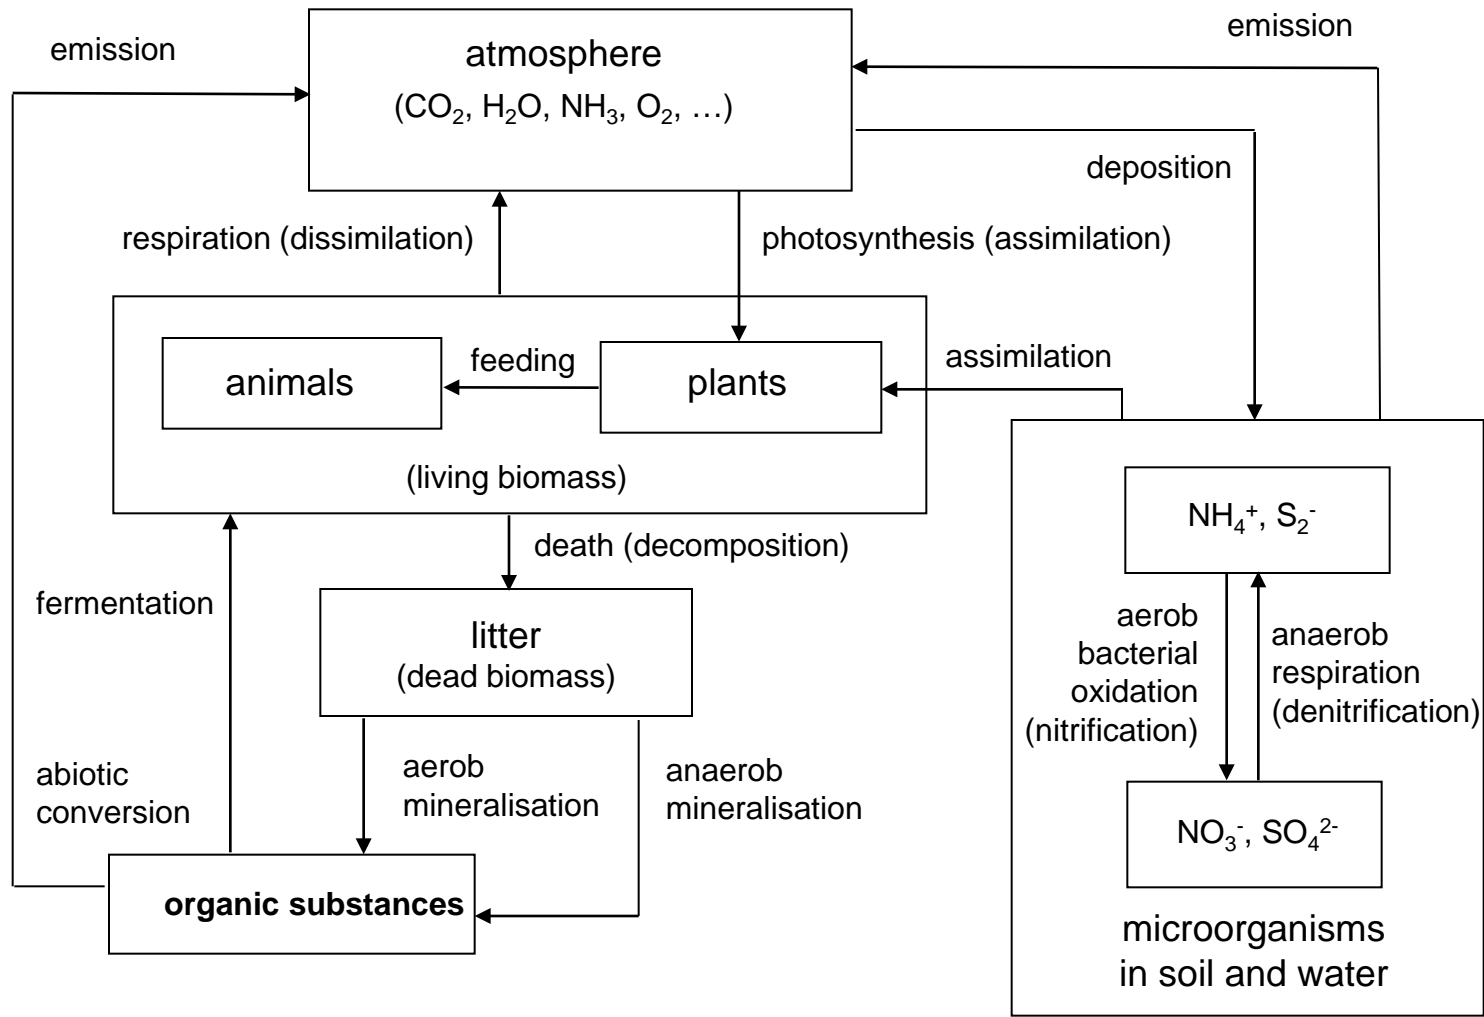 emission
atmosphere
(CO₂, H₂O, NH₃, O₂, …)
emission
deposition
respiration (dissimilation)
photosynthesis (assimilation)
animals
feeding
plants
assimilation
(living biomass)
death (decomposition)
fermentation
litter
(dead biomass)
abiotic
conversion
aerob
mineralisation
anaerob
mineralisation
organic substances
NH₄⁺, S₂⁻
aerob
bacterial
oxidation
(nitrification)
anaerob
respiration
(denitrification)
NO₃⁻, SO₄²⁻
microorganisms
in soil and water